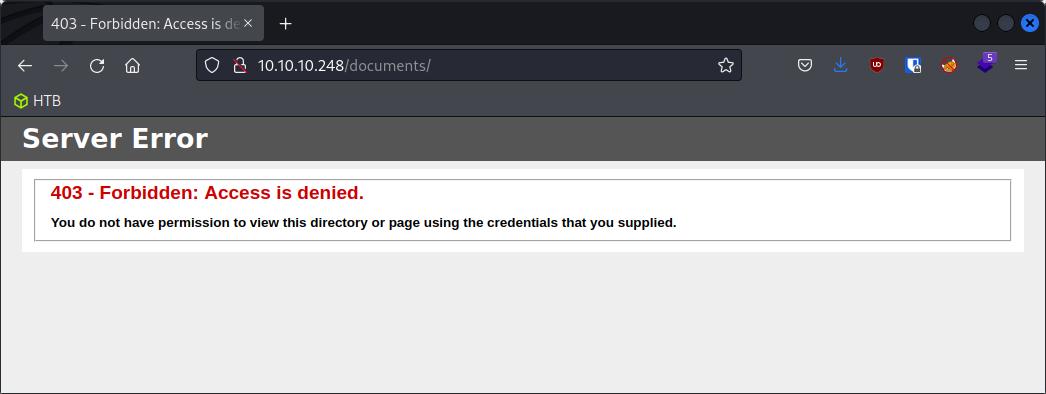 403 - Forbidden: Access is de
10.10.10.248/documents/
5
HTB
Server Error
403 - Forbidden: Access is denied.
You do not have permission to view this directory or page using the credentials that you supplied.